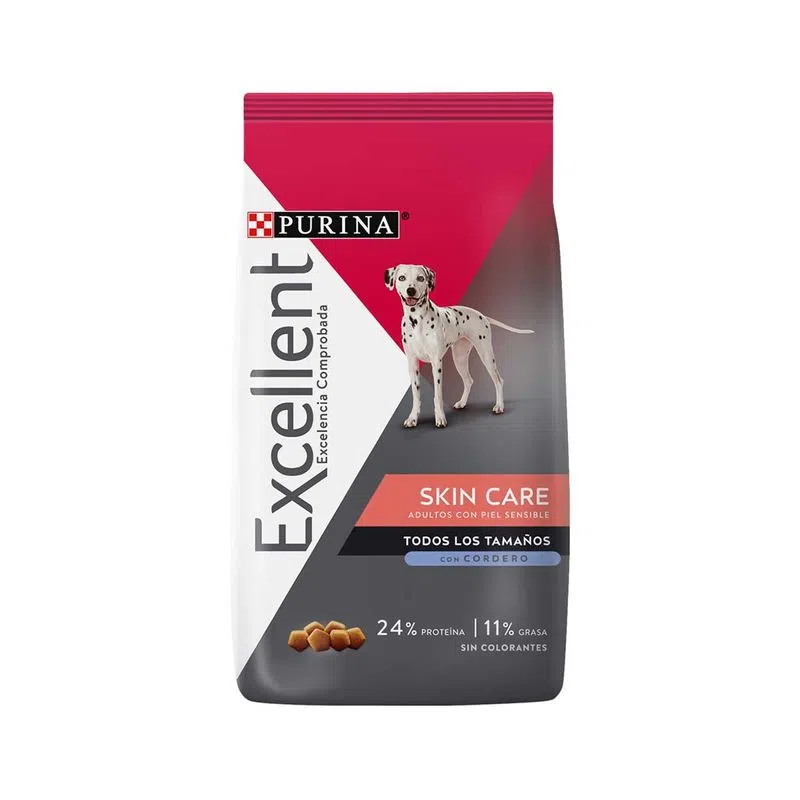 PURINA®
Excellent
Excelencia Comprobada
SKIN CARE
ADULTOS CON PIEL SENSIBLE
TODOS LOS TAMAÑOS
CON CORDERO
24% PROTEÍNA | 11% GRASA
SIN COLORANTES